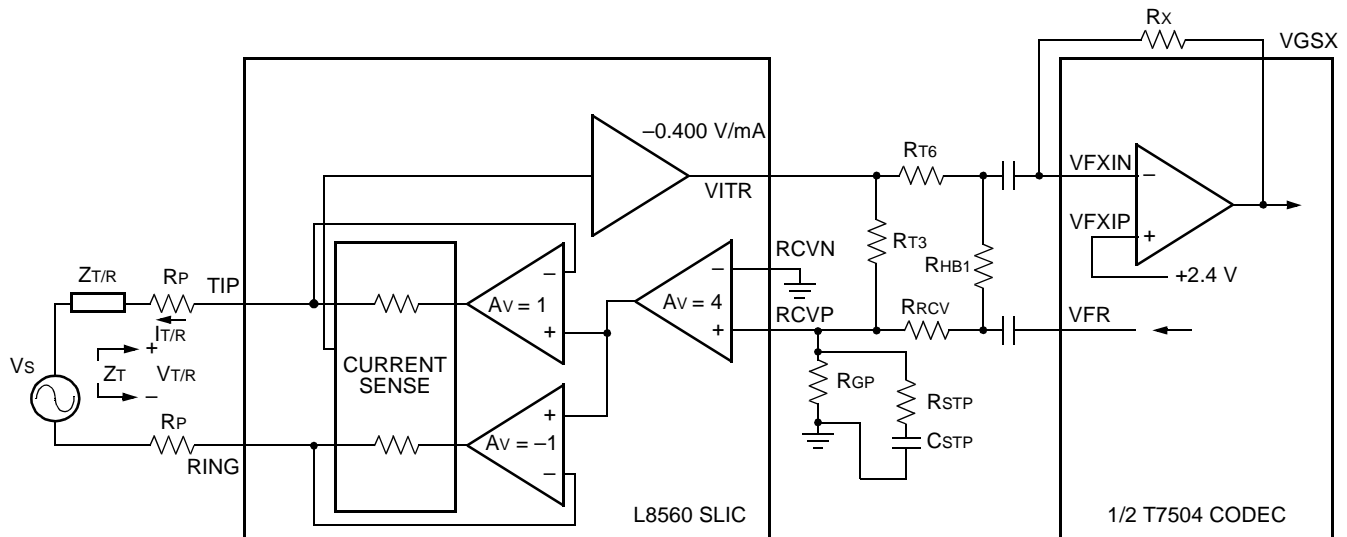 RX
VGSX
–0.400 V/mA
VITR
RT6
VFXIN
−
VFXIP
+
+2.4 V
RT3
RHB1
RCVN
−
AV = 4
RCVP
+
RRCV
VFR
ZT/R
RP
TIP
IT/R
−
AV = 1
+
VS
+
ZT
VT/R
−
CURRENT
SENSE
RGP
RSTP
CSTP
RP
RING
+
AV = –1
−
L8560 SLIC
1/2 T7504 CODEC